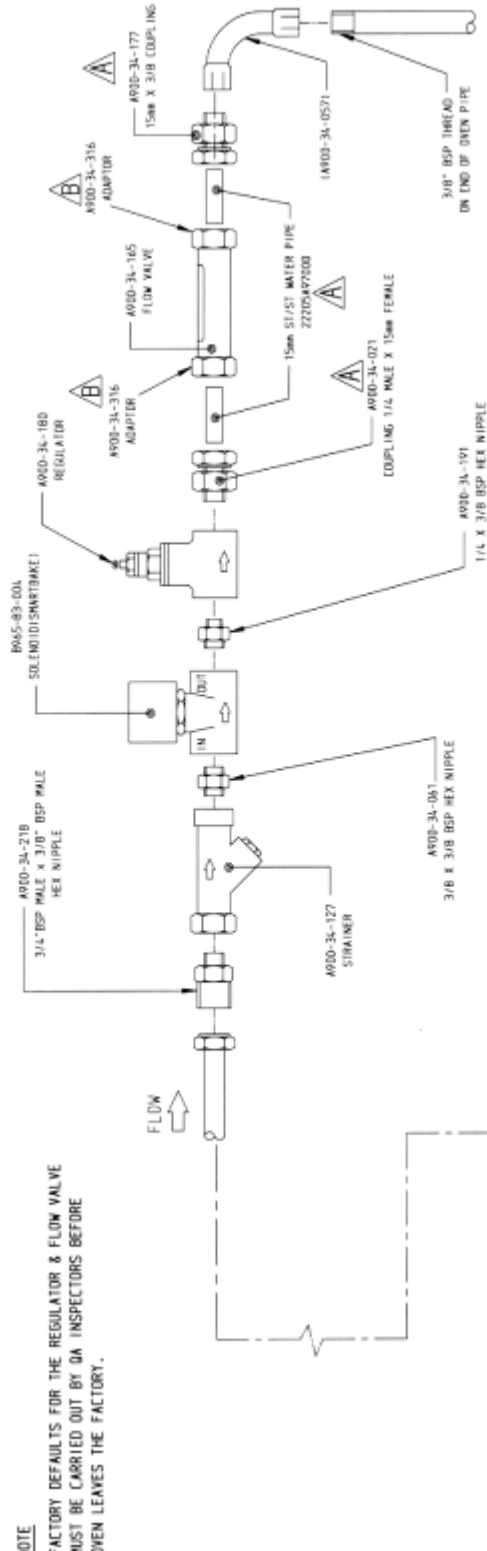 NOTE
FACTORY DEFAULTS FOR THE REGULATOR & FLOW VALVE
MUST BE CARRIED OUT BY QA INSPECTORS BEFORE
OVEN LEAVES THE FACTORY.
FLOW
A900-34-218
3/4"BSP MALE x 3/8" BSP MALE
HEX NIPPLE
B965-83-004
SOLENOID(SMARTBAKE)
A900-34-180
REGULATOR
B
A900-34-316
ADAPTOR
A900-34-165
FLOW VALVE
B
A900-34-316
ADAPTOR
A
A900-34-177
15mm X 3/8 COUPLING
IN
OUT
A900-34-127
STRAINER
A900-34-061
3/8 X 3/8 BSP HEX NIPPLE
A900-34-191
1/4 X 3/8 BSP HEX NIPPLE
A
A900-34-021
COUPLING 1/4 MALE X 15mm FEMALE
15mm ST/ST WATER PIPE
22205A97000
A
(A900-34-057)
3/8" BSP THREAD
ON END OF OVEN PIPE